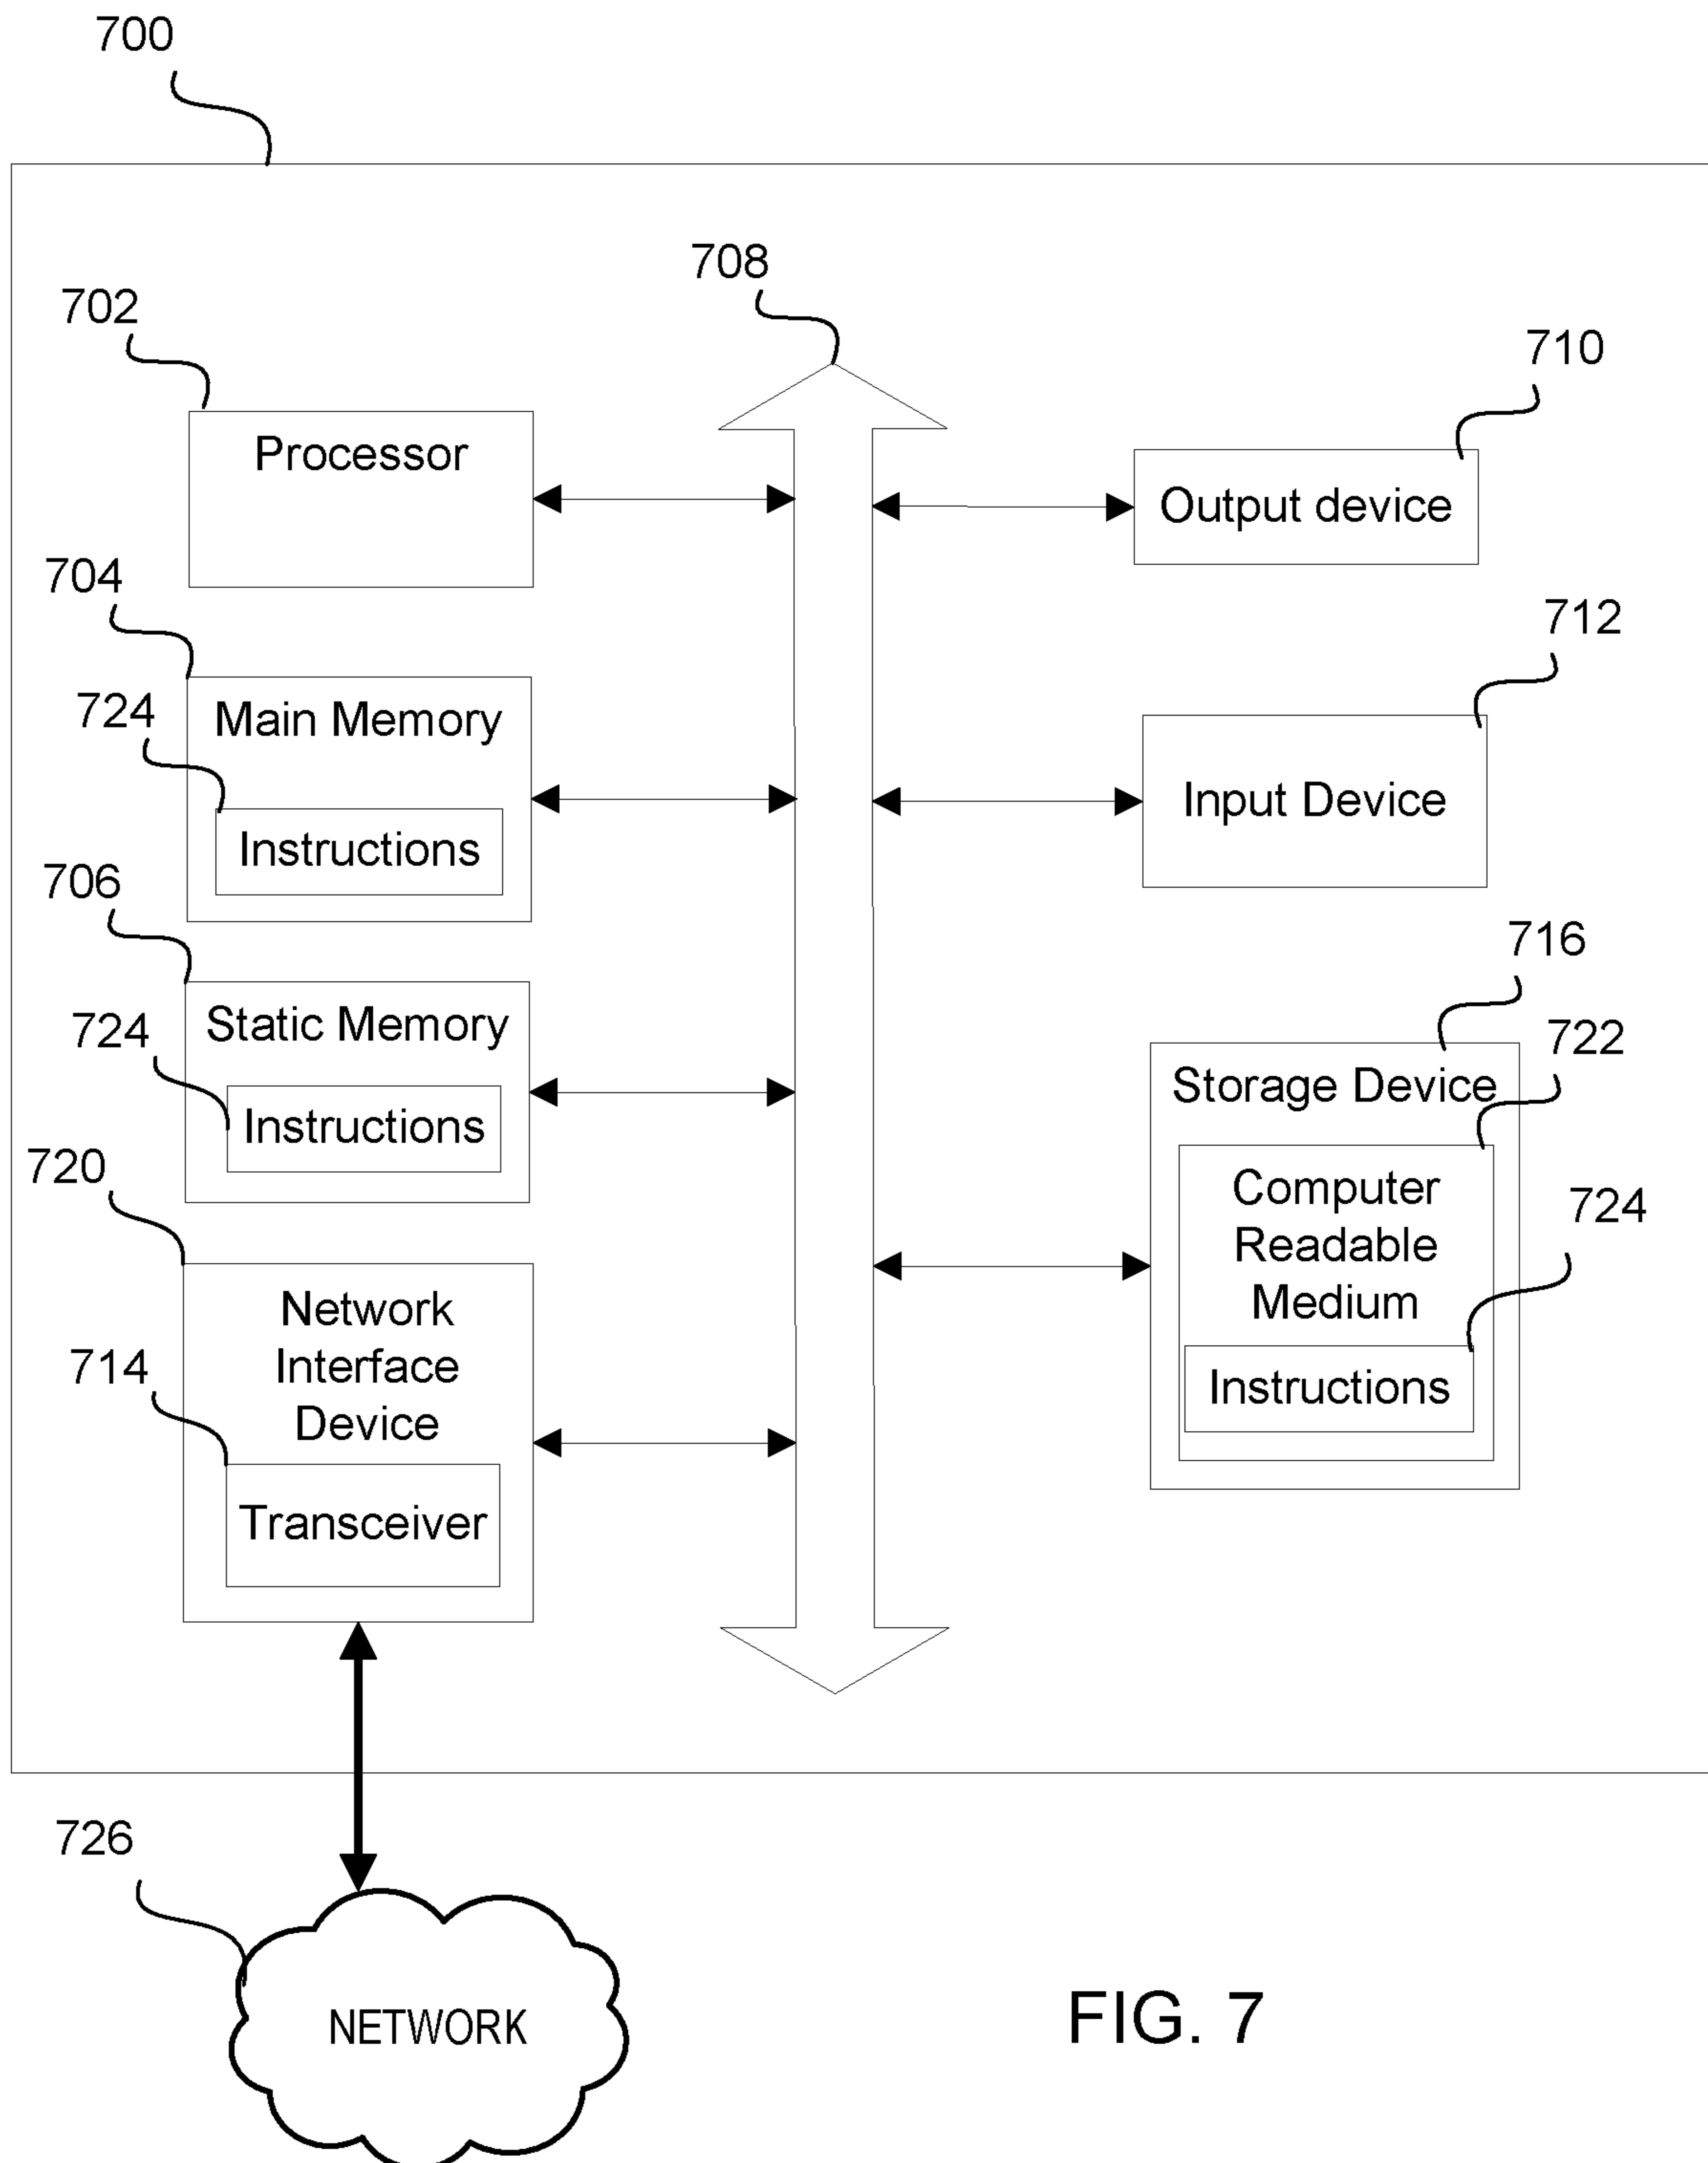 700
708
702
710
Processor
Output device
704
712
724
Main Memory
Input Device
Instructions
706
716
724
Static Memory
722
Storage Device
Instructions
720
Computer
Readable
Medium
724
Network
Interface
Device
714
Instructions
Transceiver
726
NETWORK
FIG. 7